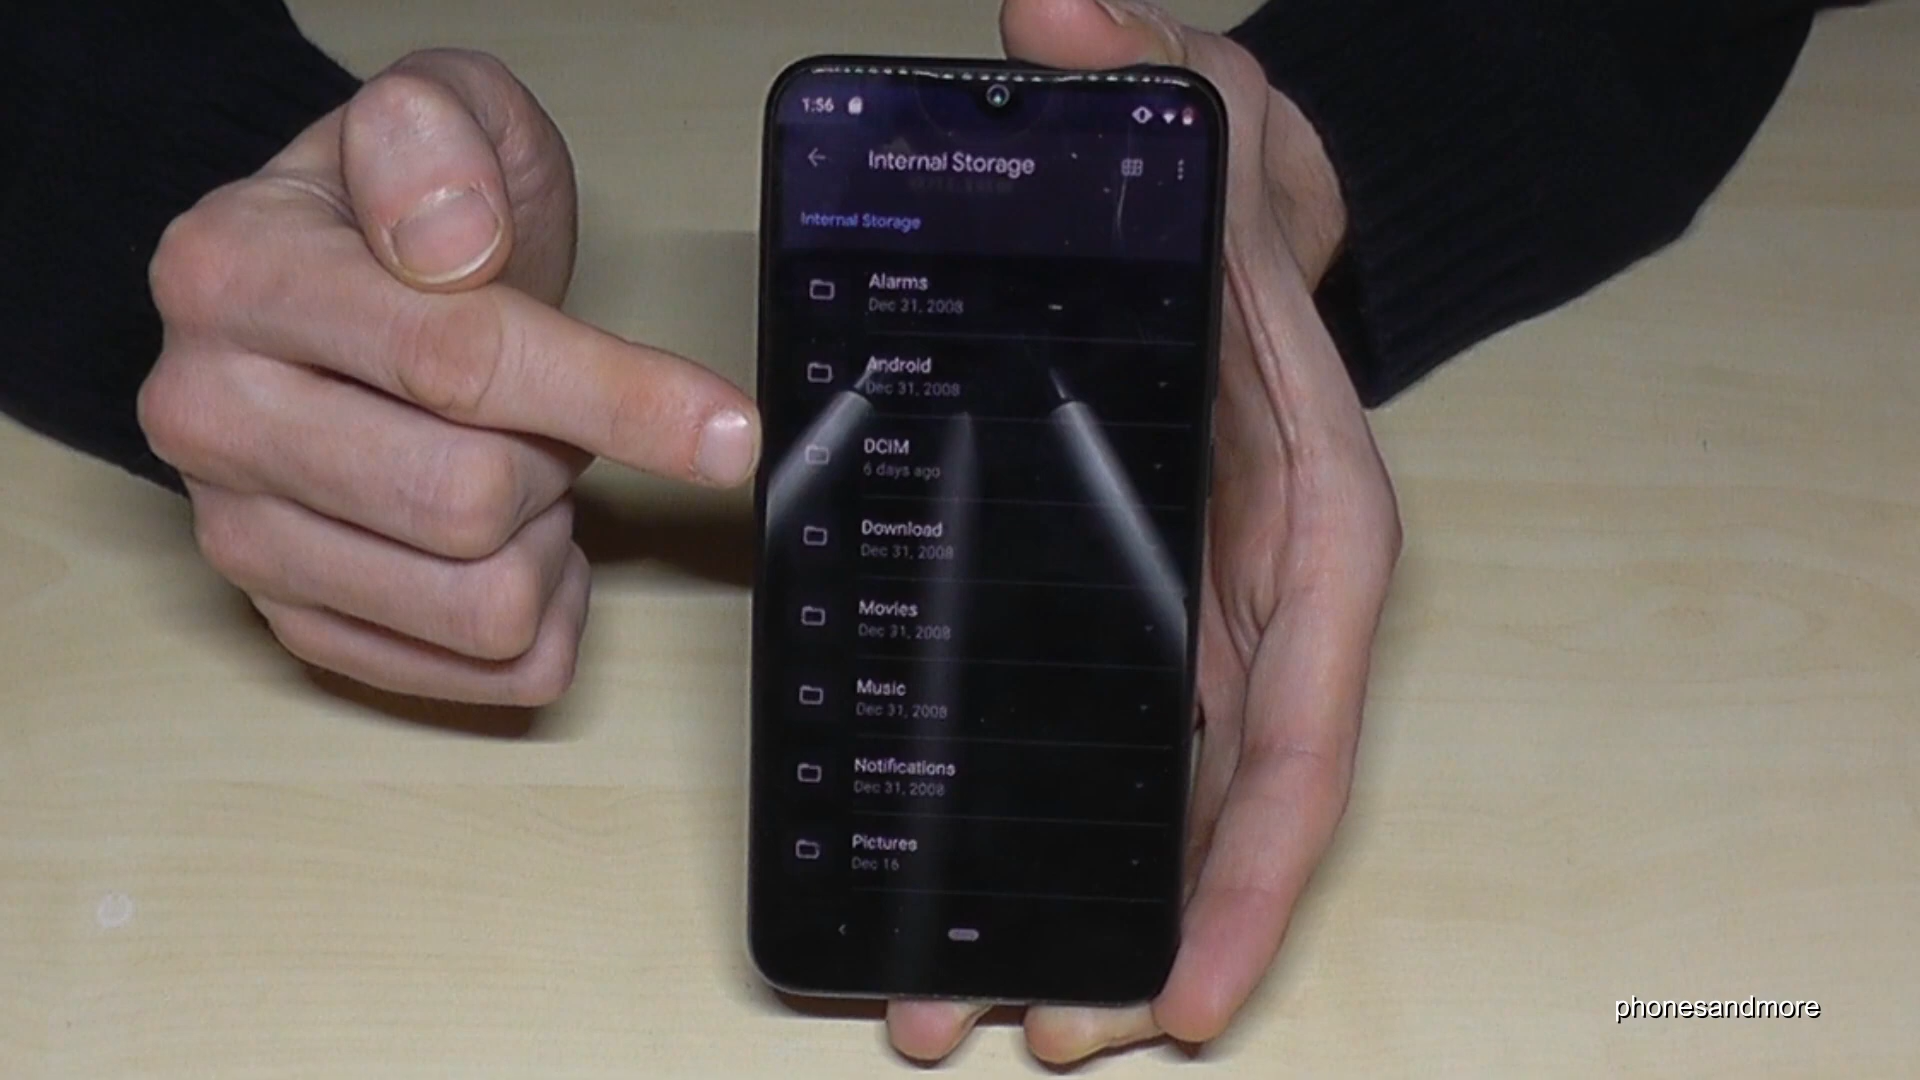 1:56
Internal Storage
Internal Storage
Alarms
Dec 31, 2008
Android
Dec 31, 2008
DCIM
6 days ago
Download
Dec 31, 2008
Movies
Dec 31, 2008
Music
Dec 31, 2008
Notifications
Dec 31, 2008
Pictures
Dec 16
phonesandmore